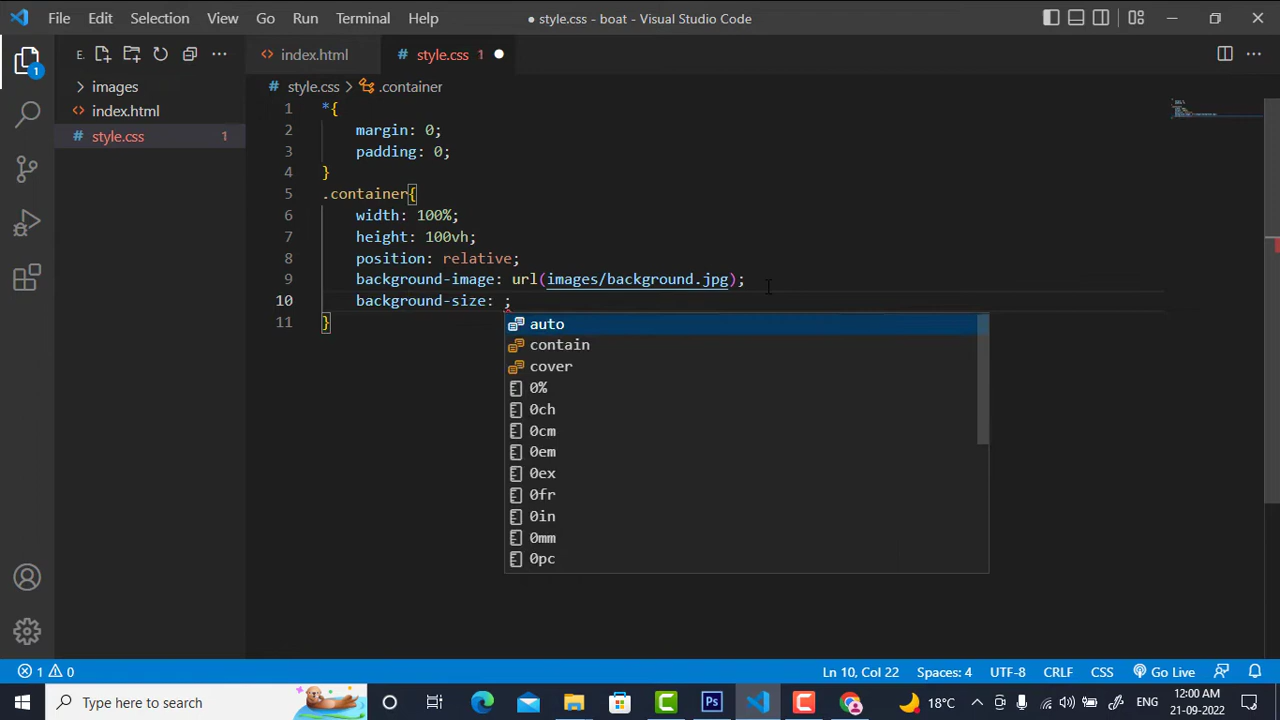 File Edit Selection View Go Run Terminal Help
● style.css - boat - Visual Studio Code
E.
index.html
style.css 1
images
index.html
style.css 1
style.css > .container
1 *{
2 margin: 0;
3 padding: 0;
4 }
5 .container{
6 width: 100%;
7 height: 100vh;
8 position: relative;
9 background-image: url(images/background.jpg);
10 background-size: ;
11 }
auto
contain
cover
0%
0ch
0cm
0em
0ex
0fr
0in
0mm
0pc
1
1 0
Ln 10, Col 22 Spaces: 4 UTF-8 CRLF CSS Go Live
Type here to search
Ps
18°C
ENG
12:00 AM
21-09-2022